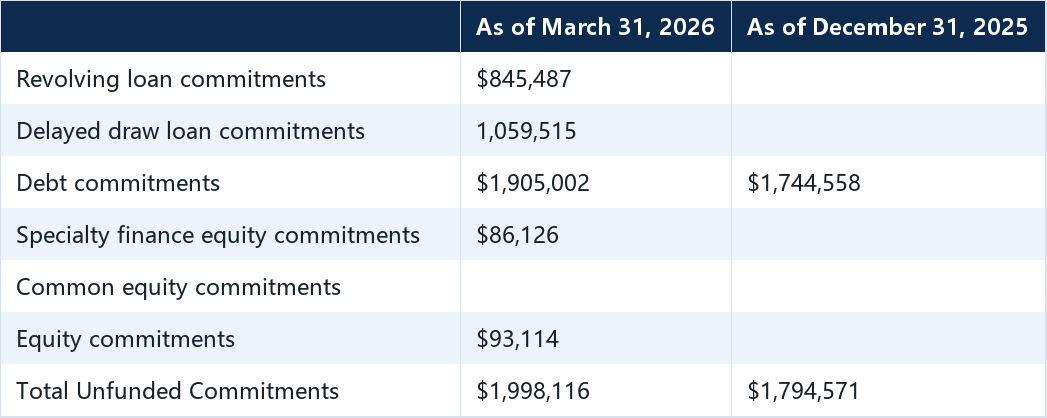 As of March 31, 2026 As of December 31, 2025
Revolving loan commitments $845,487
Delayed draw loan commitments 1,059,515
Debt commitments $1,905,002 $1,744,558
Specialty finance equity commitments $86,126
Common equity commitments
Equity commitments $93,114
Total Unfunded Commitments $1,998,116 $1,794,571